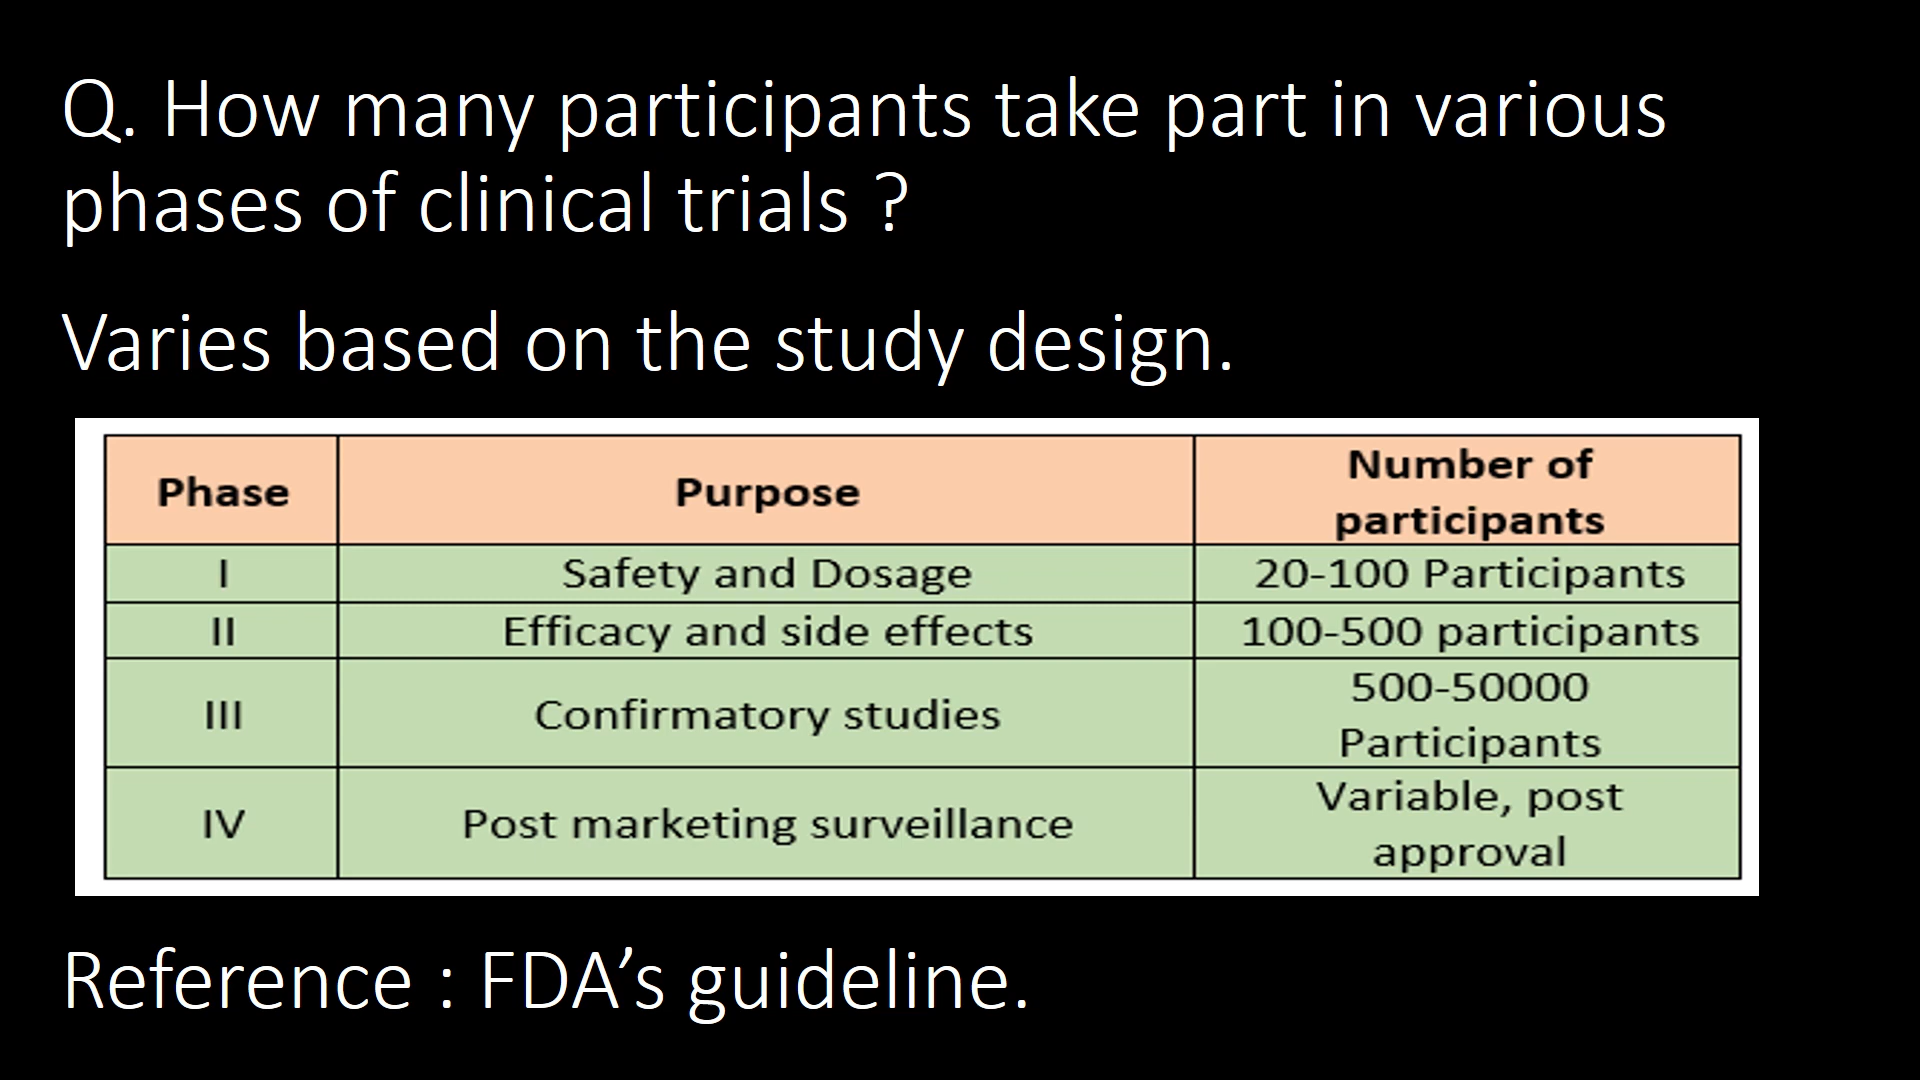 Q. How many participants take part in various
phases of clinical trials ?
Varies based on the study design.
Phase Purpose Number of
participants
I Safety and Dosage 20-100 Participants
II Efficacy and side effects 100-500 participants
III Confirmatory studies 500-50000
Participants
IV Post marketing surveillance Variable, post
approval
Reference : FDA’s guideline.